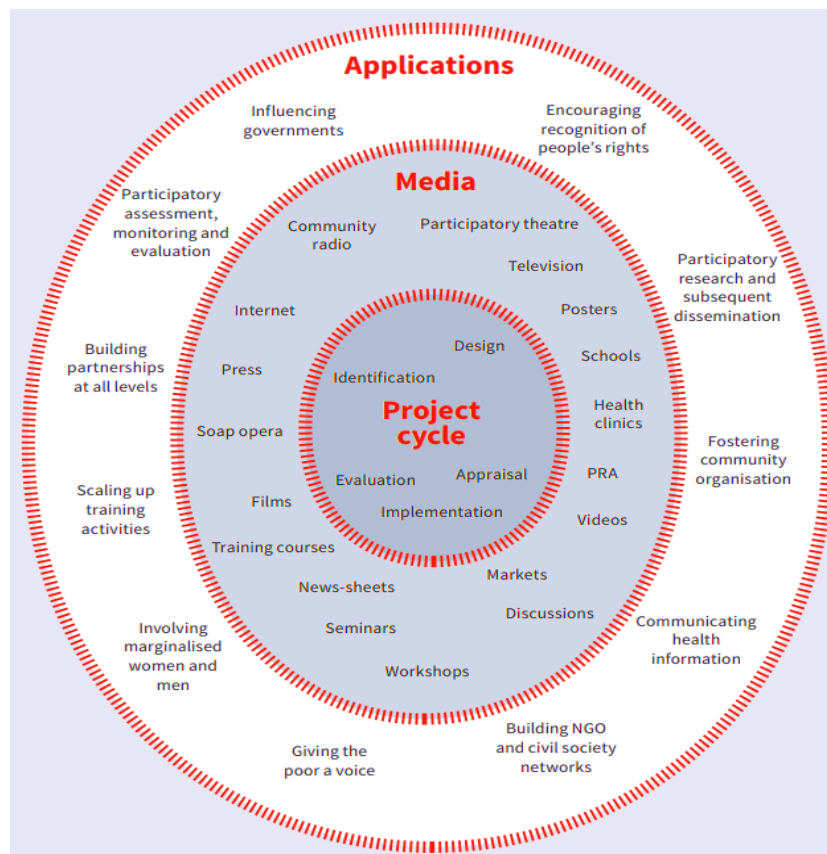 Applications
Influencing
governments
Encouraging
recognition of
people's rights
Participatory
assessment,
monitoring and
evaluation
Participatory
research and
subsequent
dissemination
Building
partnerships
at all levels
Fostering
community
organisation
Scaling up
training
activities
Involving
marginalised
women and
men
Communicating
health
information
Giving the
poor a voice
Building NGO
and civil society
networks
Media
Community
radio
Participatory theatre
Television
Internet
Posters
Press
Schools
Soap opera
Health
clinics
Films
PRA
Videos
Training courses
News-sheets
Markets
Seminars
Discussions
Workshops
Design
Identification
Project
cycle
Evaluation
Appraisal
Implementation